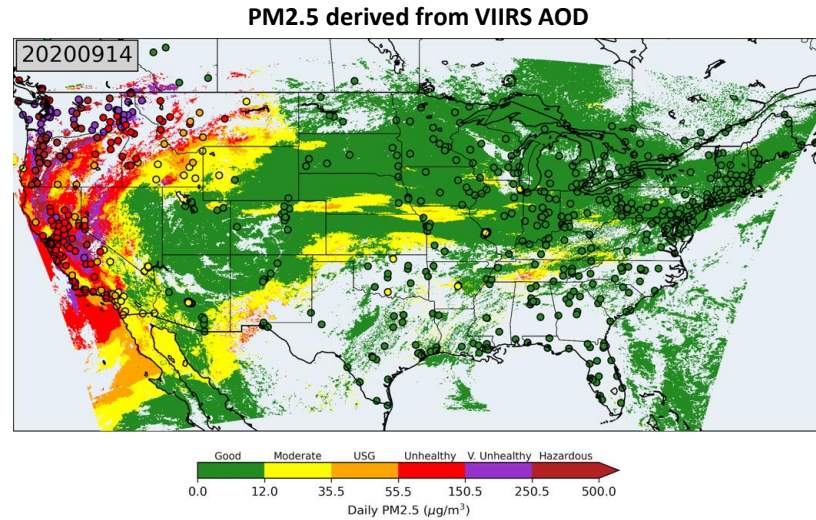 PM2.5 derived from VIIRS AOD
20200914
Good Moderate USG Unhealthy V. Unhealthy Hazardous
0.0 12.0 35.5 55.5 150.5 250.5 500.0
Daily PM2.5 (μg/m³)